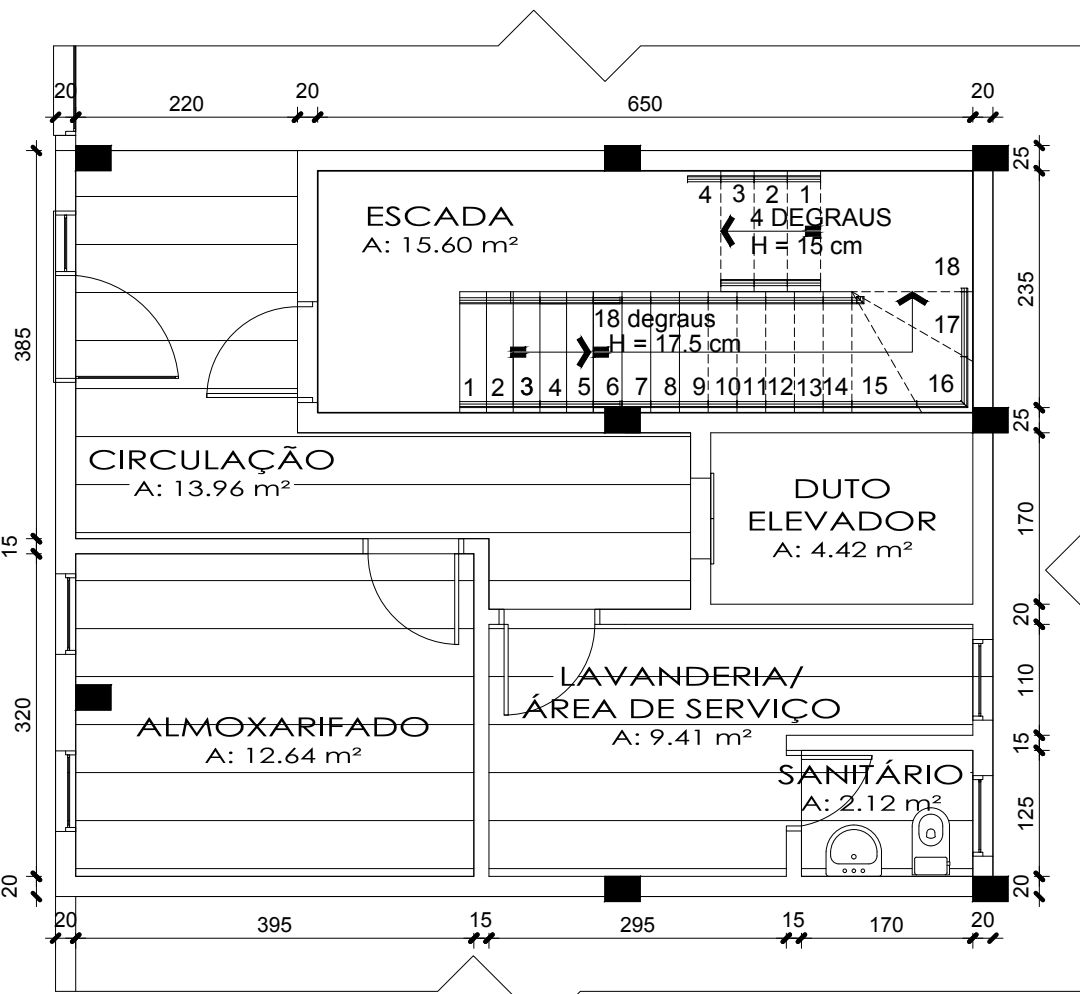 20
220
20
650
20
25
4
3
2
1
ESCADA
A: 15.60 m²
4 DEGRAUS
H = 15 cm
18
235
18 degraus
17
H = 17.5 cm
385
1 2 3 4 5 6 7 8 9 10 11 12 13 14 15 16
25
CIRCULAÇÃO
A: 13.96 m²
DUTO
ELEVADOR
A: 4.42 m²
170
15
20
LAVANDERIA/
ÁREA DE SERVIÇO
A: 9.41 m²
110
320
ALMOXARIFADO
A: 12.64 m²
15
SANITÁRIO
A: 2.12 m²
125
20
20
20
395
15
295
15
170
20